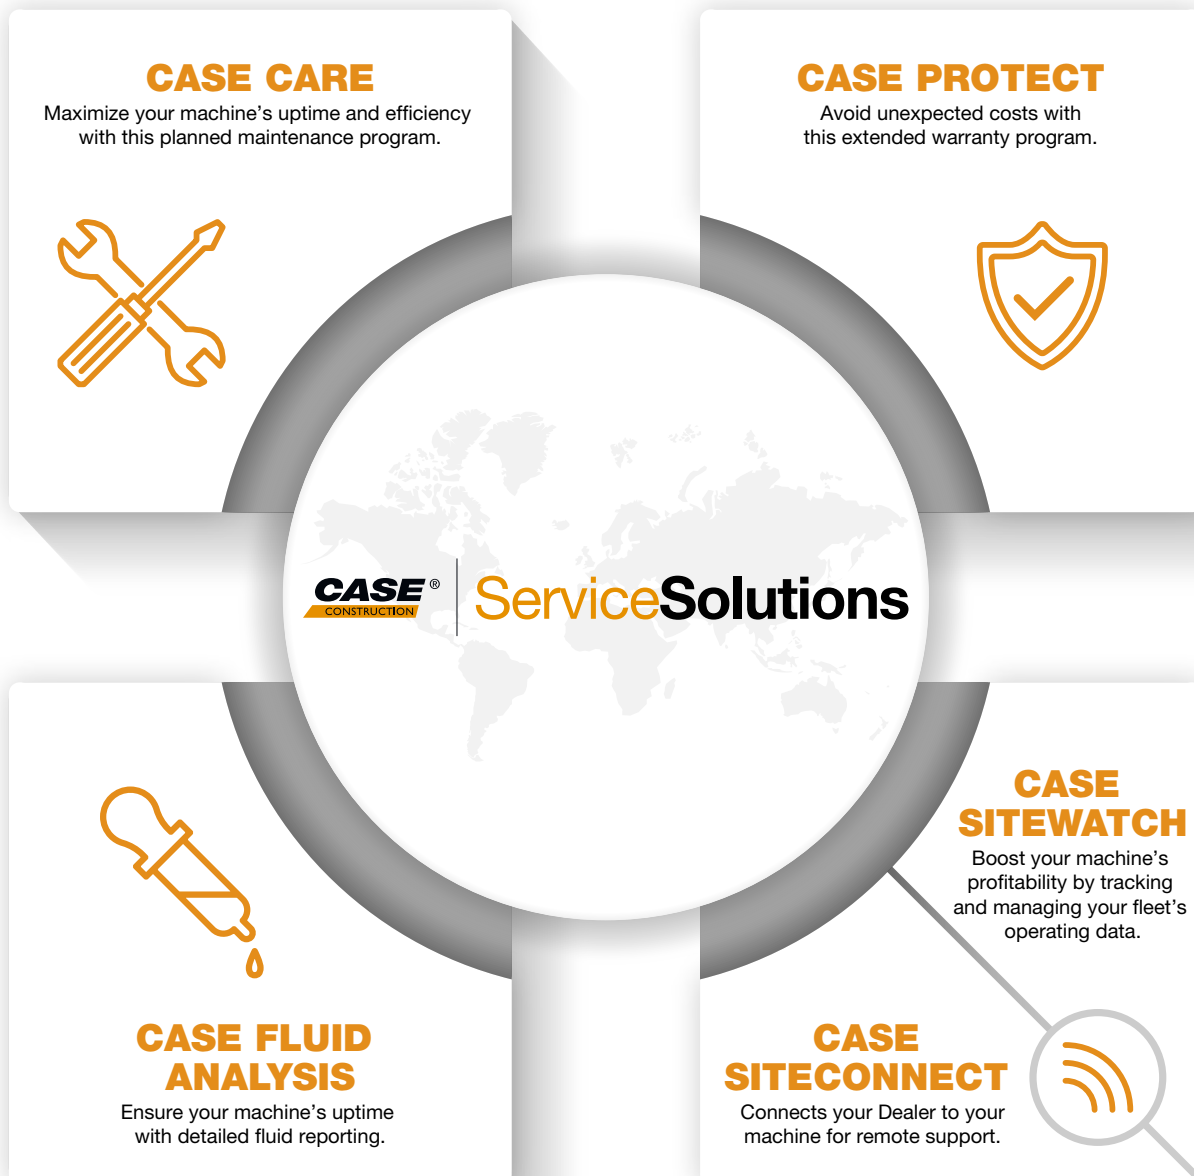 CASE CARE
Maximize your machine’s uptime and efficiency
with this planned maintenance program.
CASE PROTECT
Avoid unexpected costs with
this extended warranty program.
CASE®
CONSTRUCTION
ServiceSolutions
CASE FLUID
ANALYSIS
Ensure your machine’s uptime
with detailed fluid reporting.
CASE
SITEWATCH
Boost your machine’s
profitability by tracking
and managing your fleet’s
operating data.
CASE
SITECONNECT
Connects your Dealer to your
machine for remote support.